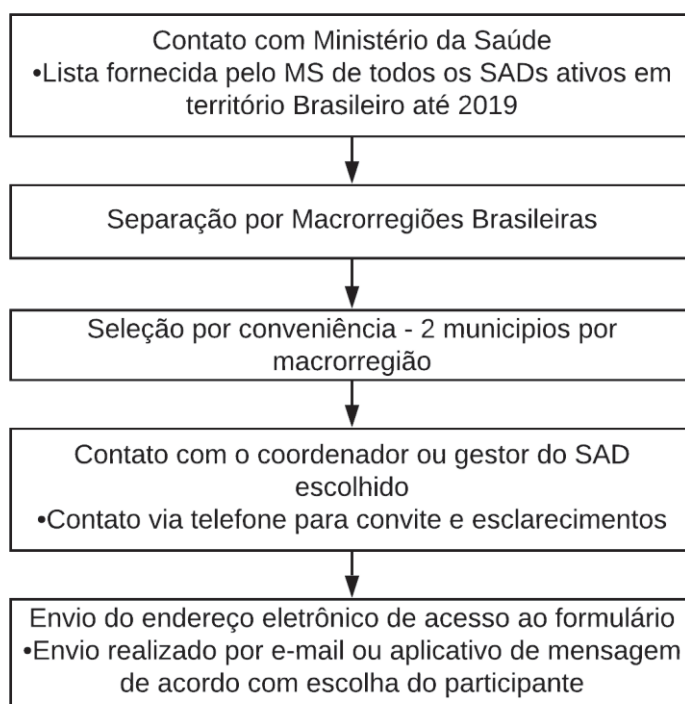 Contato com Ministério da Saúde
•Lista fornecida pelo MS de todos os SADs ativos em
território Brasileiro até 2019
Separação por Macrorregiões Brasileiras
Seleção por conveniência - 2 municipios por
macrorregião
Contato com o coordenador ou gestor do SAD
escolhido
•Contato via telefone para convite e esclarecimentos
Envio do endereço eletrônico de acesso ao formulário
•Envio realizado por e-mail ou aplicativo de mensagem
de acordo com escolha do participante